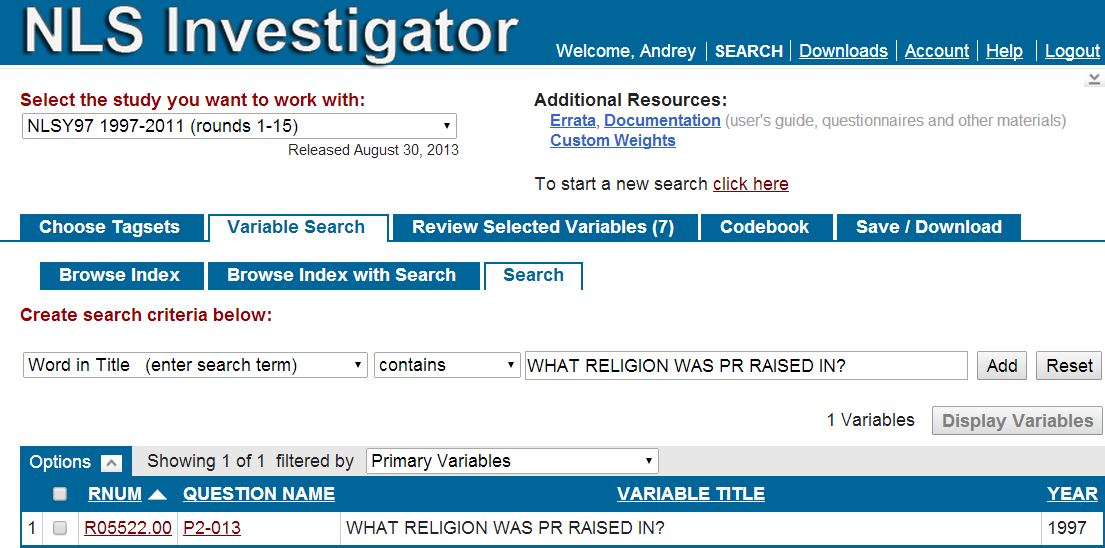 NLS Investigator
Welcome, Andrey SEARCH Downloads Account Help Logout
Select the study you want to work with:
NLSY97 1997-2011 (rounds 1-15)
Released August 30, 2013
Additional Resources:
Errata, Documentation (user's guide, questionnaires and other materials)
Custom Weights
To start a new search click here
Choose Tagsets Variable Search Review Selected Variables (7) Codebook Save / Download
Browse Index Browse Index with Search Search
Create search criteria below:
Word in Title (enter search term) contains WHAT RELIGION WAS PR RAISED IN? Add Reset
1 Variables Display Variables
Options Showing 1 of 1 filtered by Primary Variables
RNUM QUESTION NAME VARIABLE TITLE YEAR
1 R05522.00 P2-013 WHAT RELIGION WAS PR RAISED IN? 1997